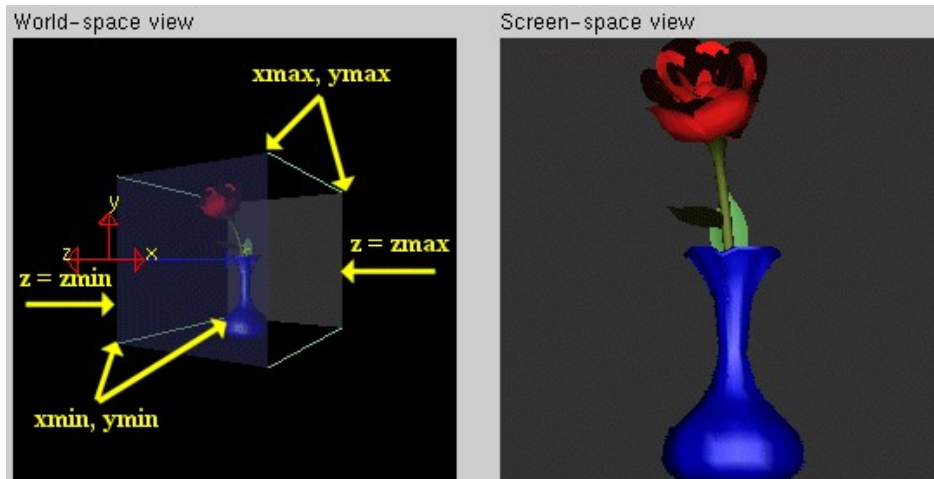 World-space view
Screen-space view
xmax, ymax
y
z
x
z = zmax
z = zmin
xmin, ymin